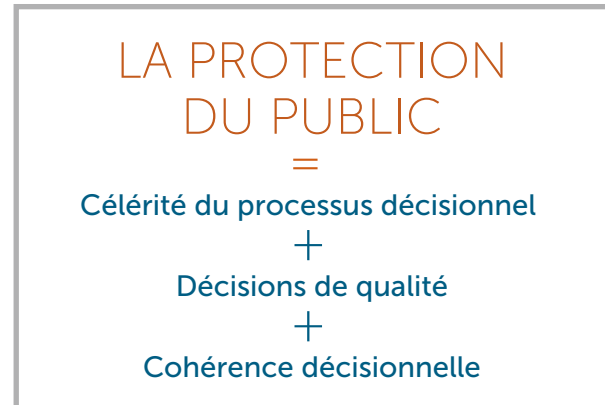 LA PROTECTION
DU PUBLIC
=
Célérité du processus décisionnel
+
Décisions de qualité
+
Cohérence décisionnelle